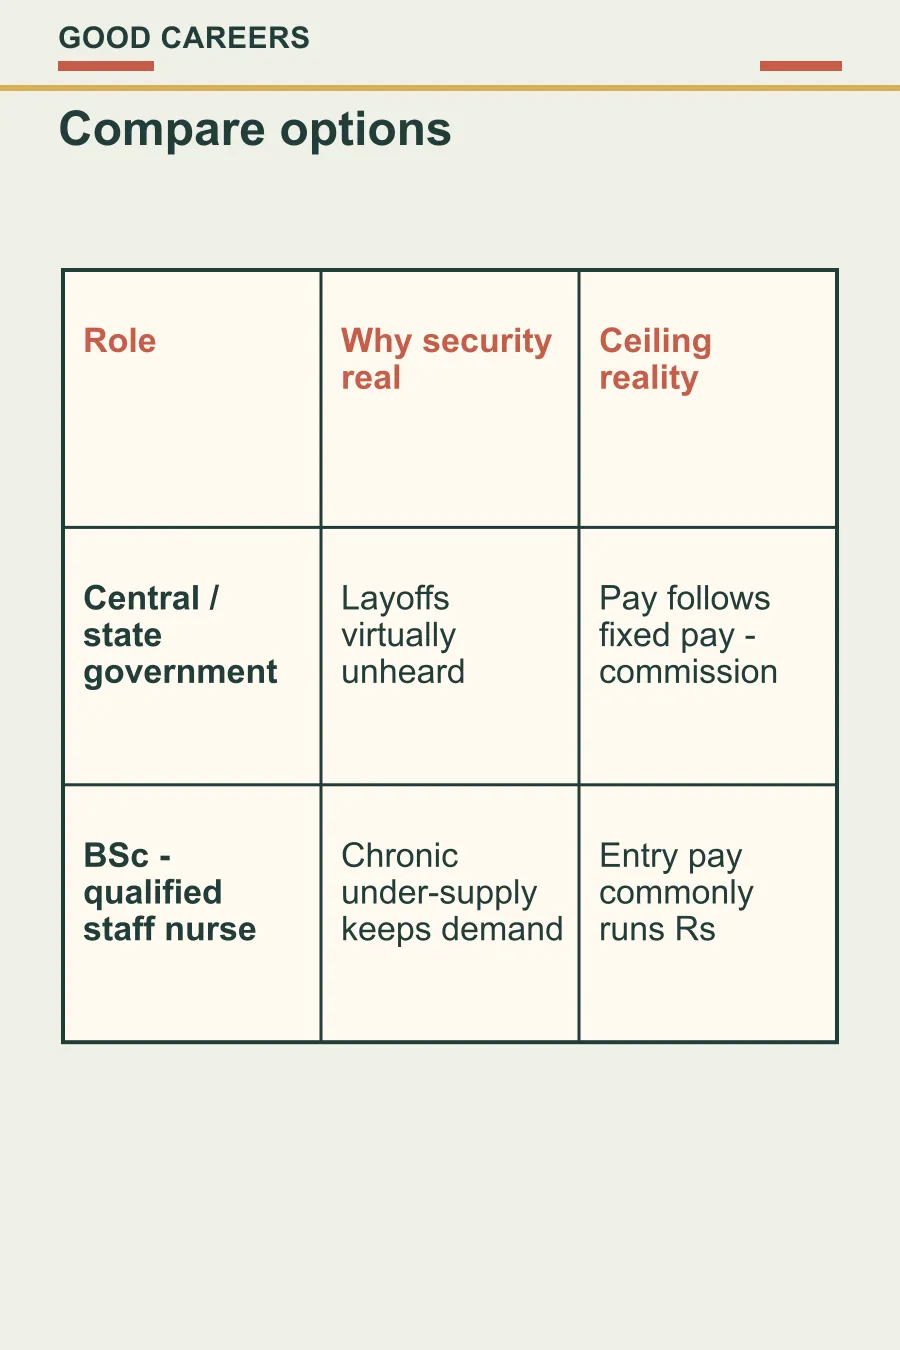 GOOD CAREERS
Compare options
Role
Why security
real
Ceiling
reality
Central /
state
government
Layoffs
virtually
unheard
Pay follows
fixed pay -
commission
BSc -
qualified
staff nurse
Chronic
under-supply
keeps demand
Entry pay
commonly
runs Rs